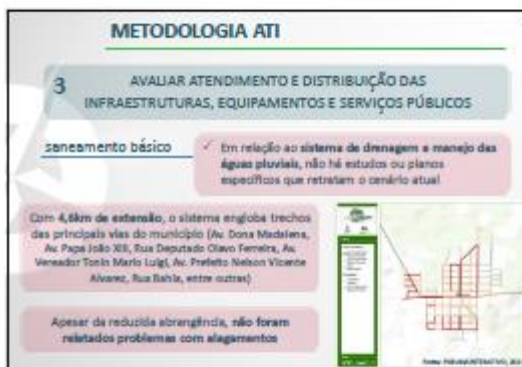 METODOLOGIA ATI
3
AVALIAR ATENDIMENTO E DISTRIBUIÇÃO DAS
INFRAESTRUTURAS, EQUIPAMENTOS E SERVIÇOS PÚBLICOS
saneamento básico
✓ Em relação ao sistema de drenagem e manejo das
águas pluviais, não há estudos ou planos
específicos que retratam o cenário atual
Com 4,6km de extensão, o sistema engloba trechos
das principais vias do município (Av. Dona Madalena,
Av. Papa João XIII, Rua Deputado Olavo Ferreira, Av.
Vereador Tonin Mario Luigi, Av. Prefeito Nelson Vicente
Alvarez, Rua Bahia, entre outras)
Apesar da reduzida abrangência, não foram
relatados problemas com alagamentos
Fonte: PARANAINTERATIVO,